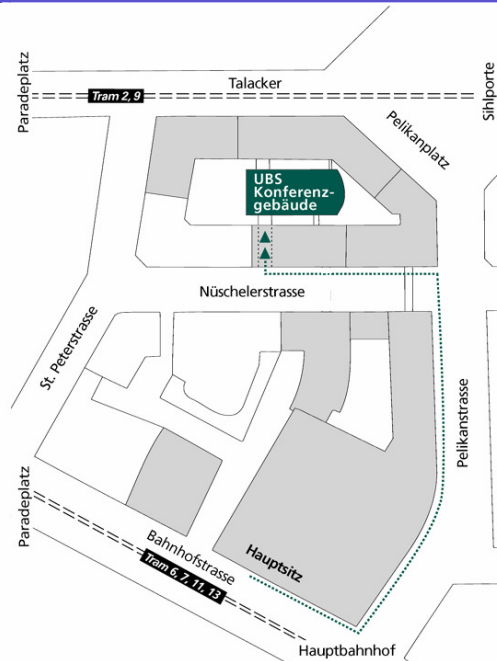 Paradeplatz
Talacker
Tram 2, 9
Sihlporte
Pelikanplatz
UBS
Konferenz-
gebäude
Nüschelerstrasse
St. Peterstrasse
Pelikanstrasse
Paradeplatz
Bahnhofstrasse
Tram 6, 7, 11, 13
Hauptsitz
Hauptbahnhof